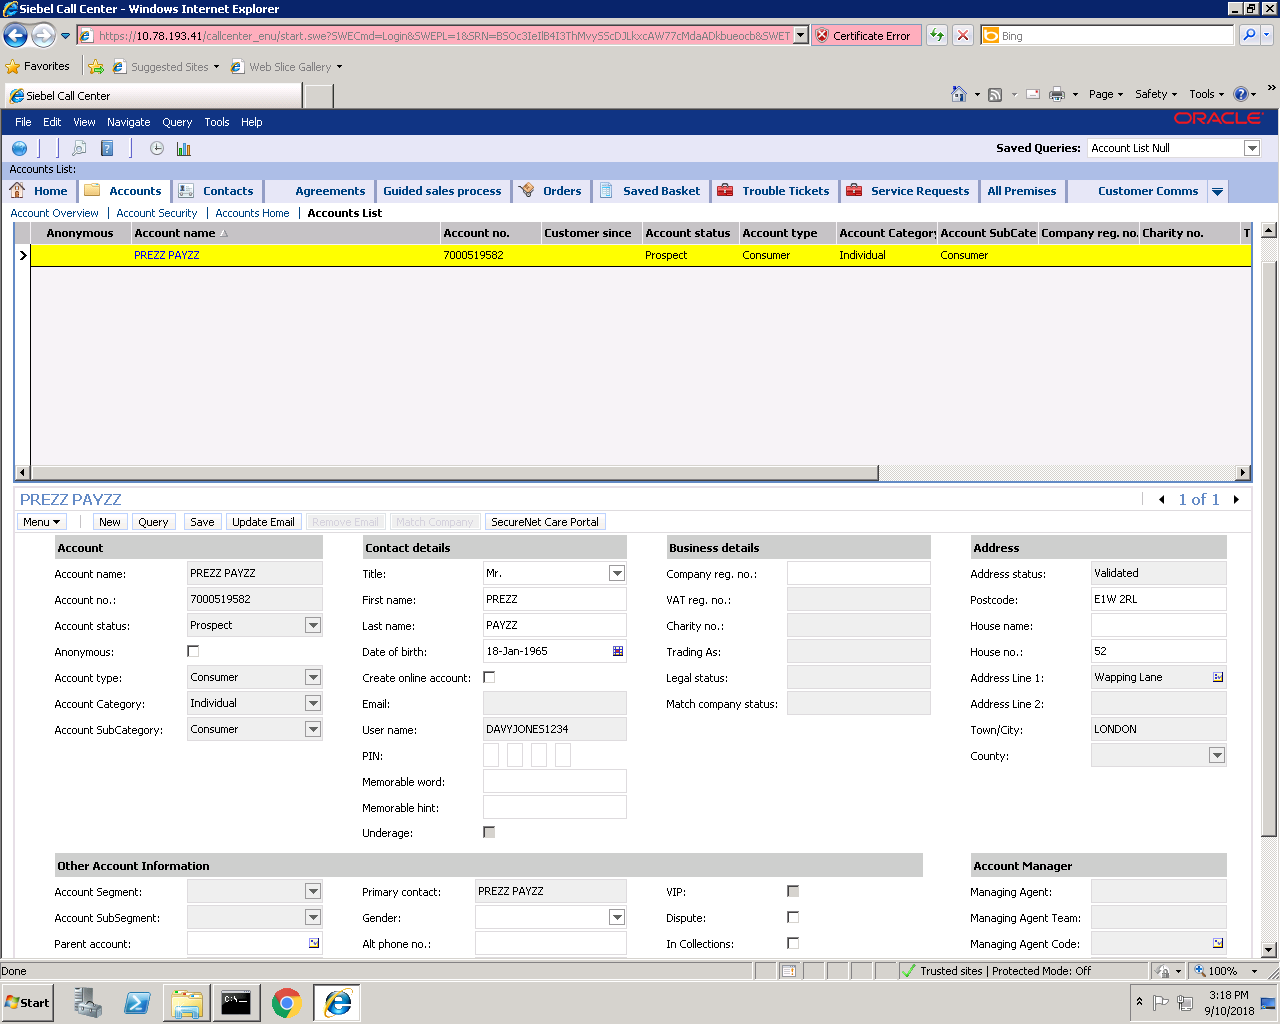 Siebel Call Center - Windows Internet Explorer
https://10.78.193.41/callcenter_enu/start.swe?SWECmd=Login&SWEPL=1&SRN= Certificate Error Bing
Favorites Suggested Sites Web Slice Gallery
Siebel Call Center Page Safety Tools
File Edit View Navigate Query Tools Help ORACLE
Saved Queries: Account List Null
Accounts List:
Home Accounts Contacts Agreements Guided sales process Orders Saved Basket Trouble Tickets Service Requests All Premises Customer Comms
Account Overview | Account Security | Accounts Home | Accounts List
Anonymous Account name Account no. Customer since Account status Account type Account Category Account SubCate Company reg. no. Charity no. T
PREZZ PAYZZ 7000519582 Prospect Consumer Individual Consumer
PREZZ PAYZZ 1 of 1
Menu New Query Save Update Email Remove Email Match Company SecureNet Care Portal
Account Contact details Business details Address
Account name: PREZZ PAYZZ Title: Mr. Company reg. no.: Address status: Validated
Account no.: 7000519582 First name: PREZZ VAT reg. no.: Postcode: E1W 2RL
Account status: Prospect Last name: PAYZZ Charity no.: House name:
Anonymous: Date of birth: 18-Jan-1965 Trading As: House no.: 52
Account type: Consumer Create online account: Legal status: Address Line 1: Wapping Lane
Account Category: Individual Email: Match company status: Address Line 2:
Account SubCategory: Consumer User name: DAVYJONES1234 Town/City: LONDON
PIN: County:
Memorable word:
Memorable hint:
Underage:
Other Account Information Account Manager
Account Segment: Primary contact: PREZZ PAYZZ VIP: Managing Agent:
Account SubSegment: Gender: Dispute: Managing Agent Team:
Parent account: Alt phone no.: In Collections: Managing Agent Code:
Done Trusted sites | Protected Mode: Off 100%
Start 3:18 PM
9/10/2018